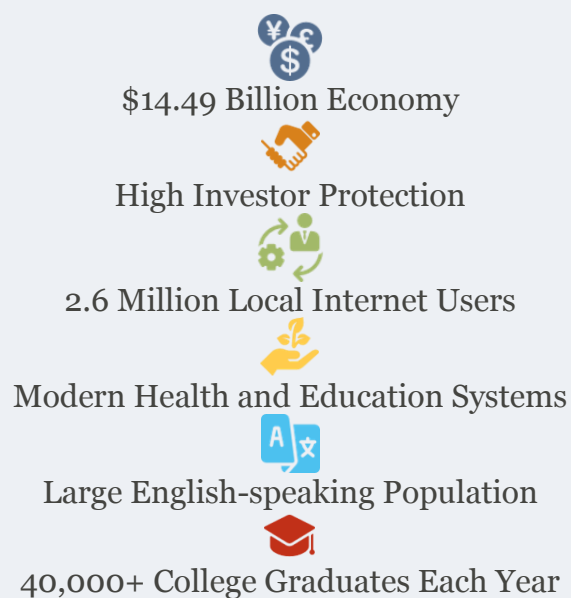 ¥ £
$
$14.49 Billion Economy
High Investor Protection
2.6 Million Local Internet Users
Modern Health and Education Systems
A 文
Large English-speaking Population
40,000+ College Graduates Each Year